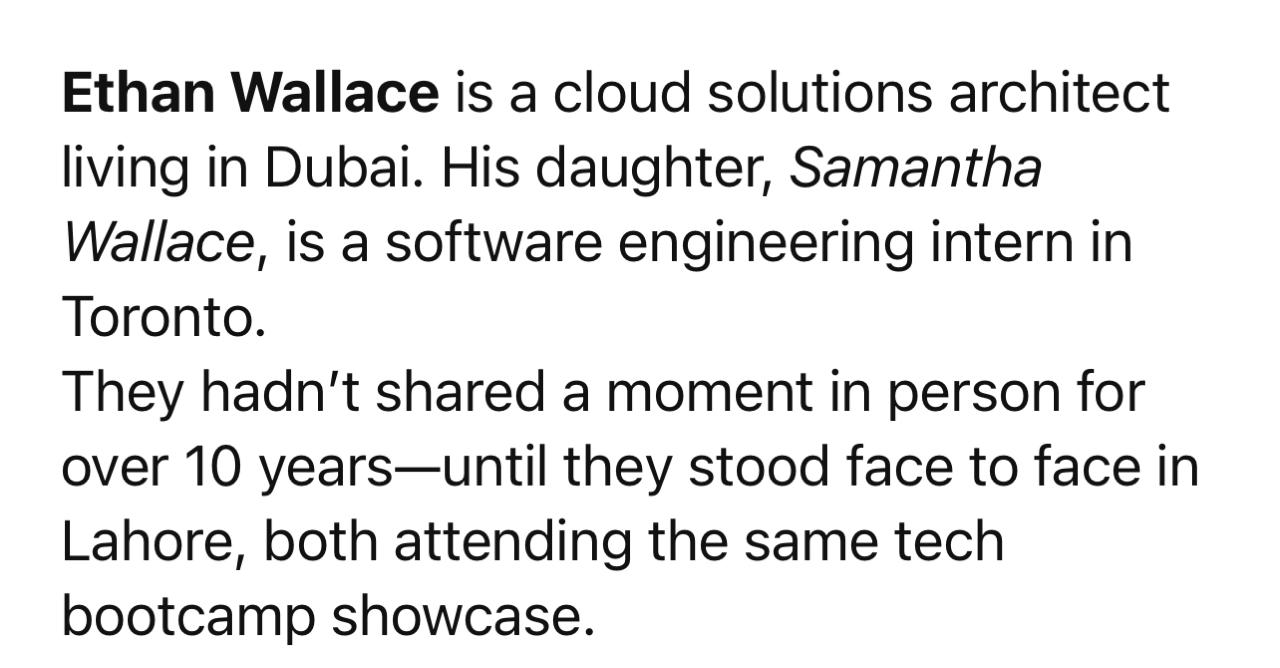 Ethan Wallace is a cloud solutions architect
living in Dubai. His daughter, Samantha
Wallace, is a software engineering intern in
Toronto.
They hadn’t shared a moment in person for
over 10 years—until they stood face to face in
Lahore, both attending the same tech
bootcamp showcase.